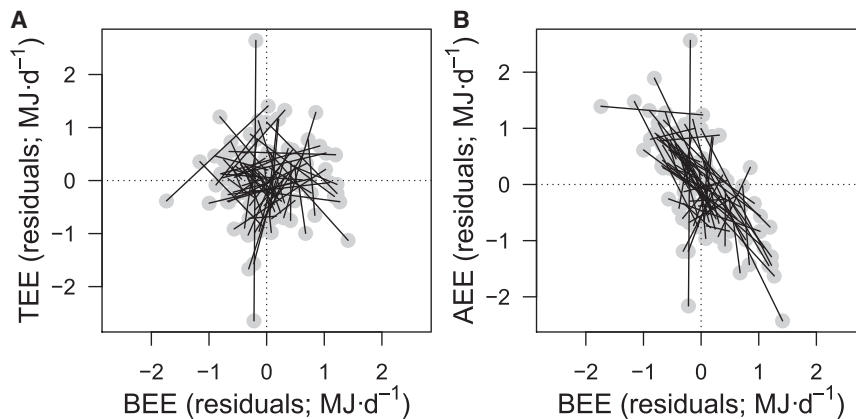 A
TEE (residuals; MJ·d⁻¹)
2
1
0
−1
−2
−2 −1 0 1 2
BEE (residuals; MJ·d⁻¹)
B
AEE (residuals; MJ·d⁻¹)
2
1
0
−1
−2
−2 −1 0 1 2
BEE (residuals; MJ·d⁻¹)